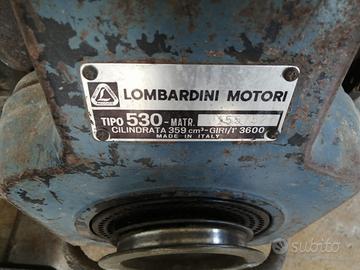 LOMBARDINI MOTORI
TIPO 530-MATR.
CILINDRATA 359 cm³-GIRI/1' 3600
MADE IN ITALY
subito